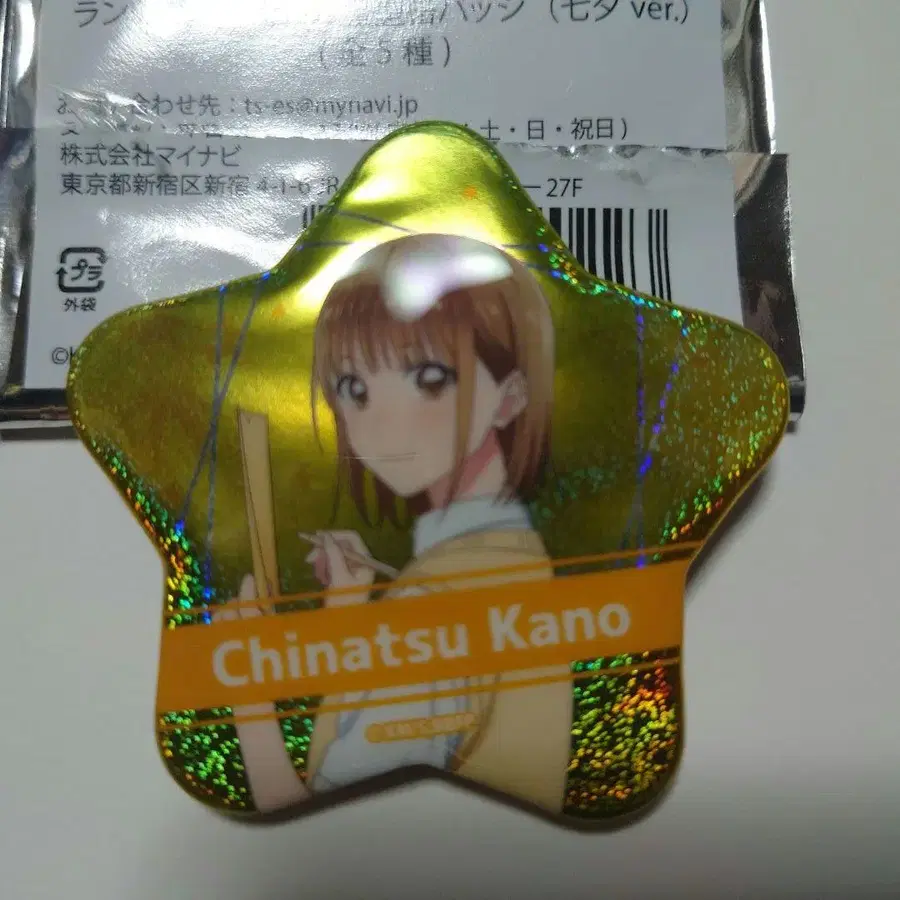 ラン バッジ（七夕 ver.）
(全5種)
お 合わせ先：ts-es@mynavi.jp
土・日・祝日）
株式会社マイナビ
東京都新宿区新宿 4-1-6 JR 27F
プラ
外袋
©
Chinatsu Kano